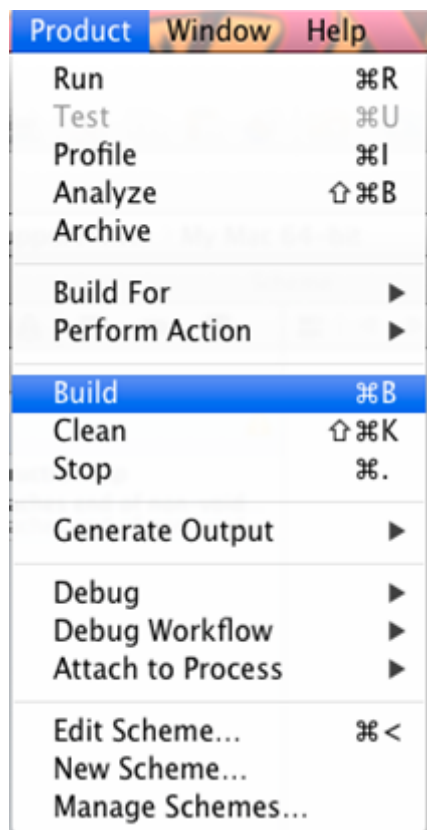 Product Window Help
Run ⌘R
Test ⌘U
Profile ⌘I
Analyze ⇧⌘B
Archive
Build For ▶
Perform Action ▶
Build ⌘B
Clean ⇧⌘K
Stop ⌘.
Generate Output ▶
Debug ▶
Debug Workflow ▶
Attach to Process ▶
Edit Scheme... ⌘<
New Scheme...
Manage Schemes...